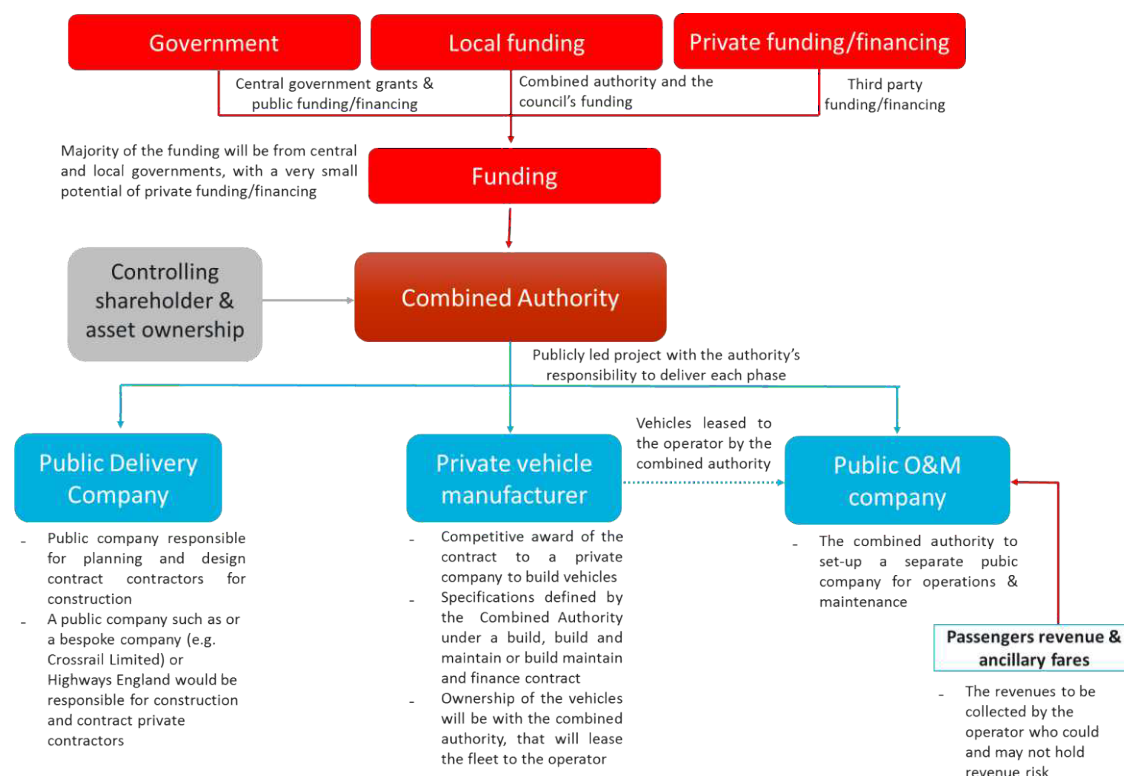 Government
Local funding
Private funding/financing
Central government grants &
public funding/financing
Combined authority and the
council's funding
Third party
funding/financing
Majority of the funding will be from central
and local governments, with a very small
potential of private funding/financing
Funding
Controlling
shareholder &
asset ownership
Combined Authority
Publicly led project with the authority's
responsibility to deliver each phase
Public Delivery
Company
Private vehicle
manufacturer
Vehicles leased to
the operator by the
combined authority
Public O&M
company
- Public company responsible
for planning and design
contract contractors for
construction
- A public company such as or
a bespoke company (e.g.
Crossrail Limited) or
Highways England would be
responsible for construction
and contract private
contractors
- Competitive award of the
contract to a private
company to build vehicles
- Specifications defined by
the Combined Authority
under a build, build and
maintain or build maintain
and finance contract
- Ownership of the vehicles
will be with the combined
authority, that will lease
the fleet to the operator
- The combined authority to
set-up a separate pubic
company for operations &
maintenance
Passengers revenue &
ancillary fares
- The revenues to be
collected by the
operator who could
and may not hold
revenue risk